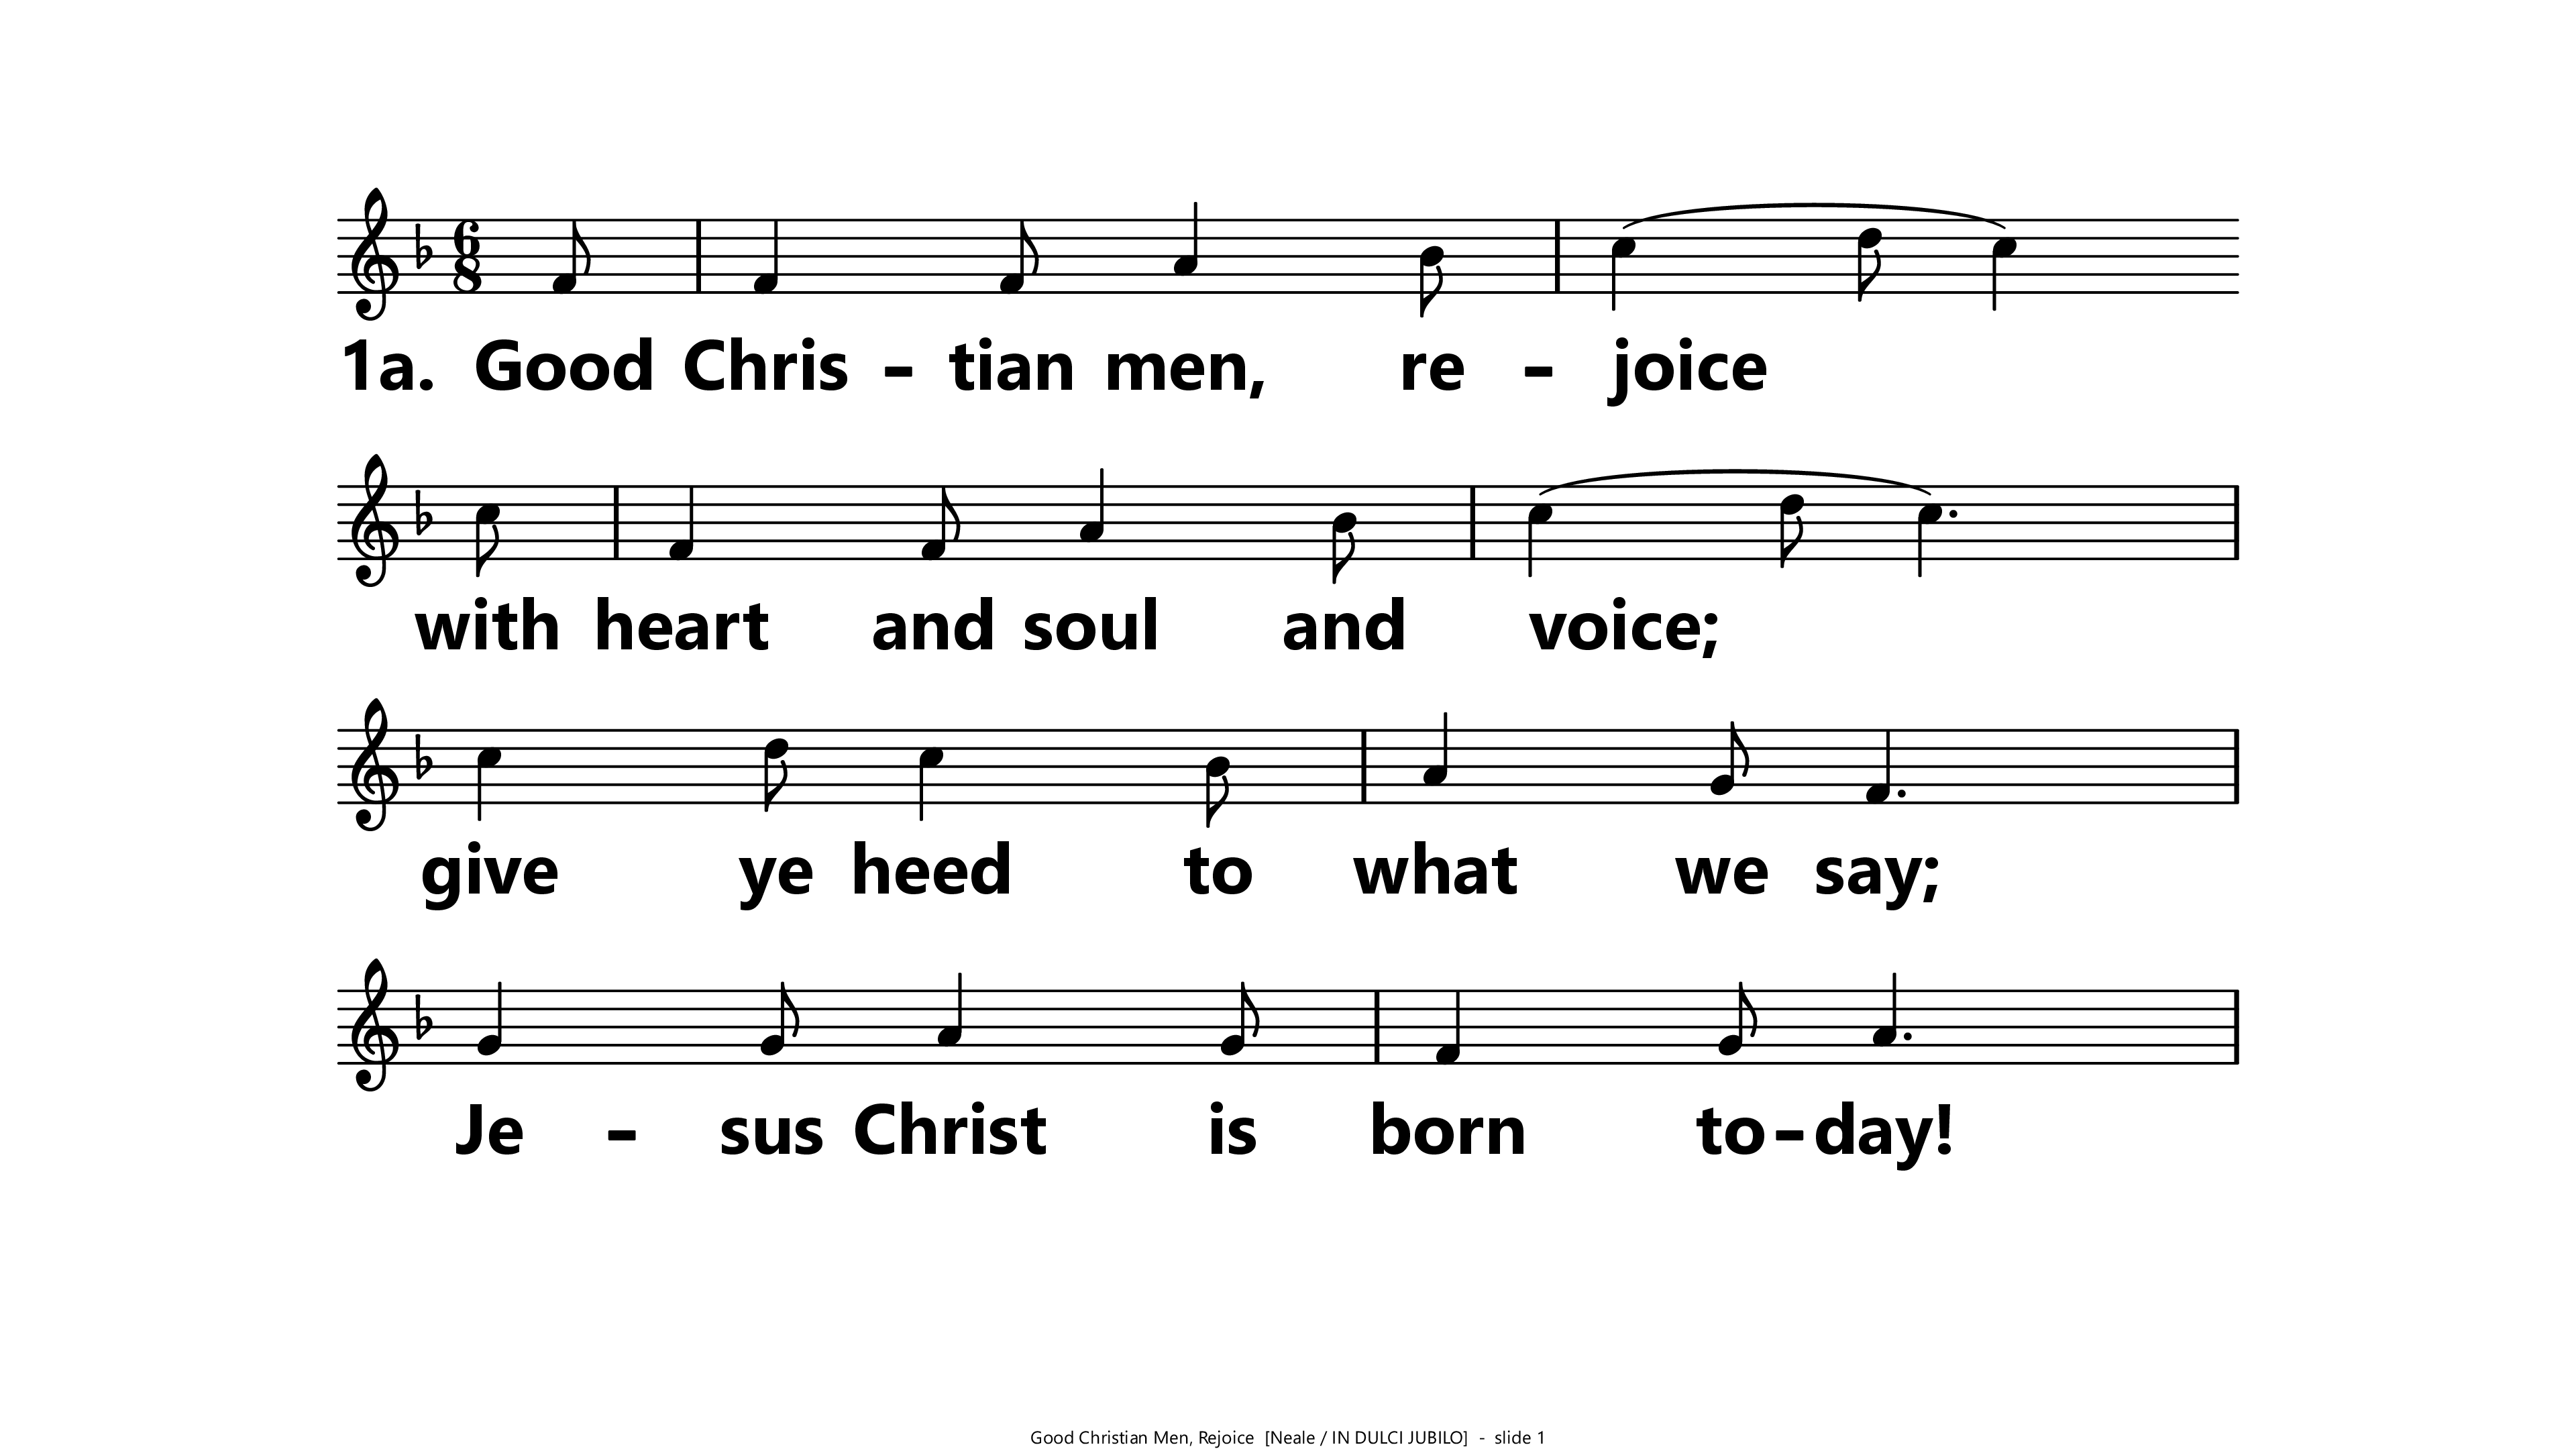 1a. Good Chris - tian men, re - joice
with heart and soul and voice;
give ye heed to what we say;
Je - sus Christ is born to - day!
Good Christian Men, Rejoice [Neale / IN DULCI JUBILO] - slide 1